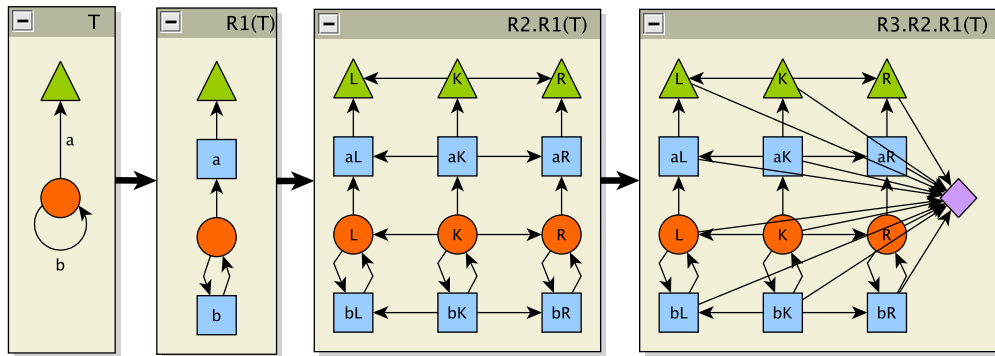 T
a
b
R1(T)
a
b
R2.R1(T)
L K R
aL aK aR
L K R
bL bK bR
R3.R2.R1(T)
L K R
aL aK aR
L K R
bL bK bR